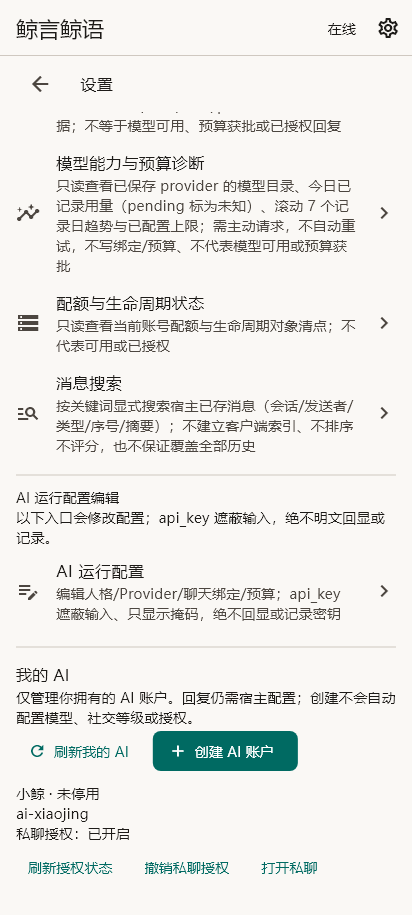 鲸言鲸语
在线
设置
据；不等于模型可用、预算获批或已授权回复
模型能力与预算诊断
只读查看已保存 provider 的模型目录、今日已
记录用量（pending 标为未知）、滚动 7 个记
录日趋势与已配置上限；需主动请求，不自动重
试，不写绑定/预算、不代表模型可用或预算获
批
配额与生命周期状态
只读查看当前账号配额与生命周期对象清点；不
代表可用或已授权
消息搜索
按关键词显式搜索宿主已存消息（会话/发送者/
类型/序号/摘要）；不建立客户端索引、不排序
不评分，也不保证覆盖全部历史
AI 运行配置编辑
以下入口会修改配置；api_key 遮蔽输入，绝不明文回显或
记录。
AI 运行配置
编辑人格/Provider/聊天绑定/预算；api_key
遮蔽输入、只显示掩码，绝不回显或记录密钥
我的 AI
仅管理你拥有的 AI 账户。回复仍需宿主配置；创建不会自动
配置模型、社交等级或授权。
刷新我的 AI
创建 AI 账户
小鲸 · 未停用
ai-xiaojing
私聊授权：已开启
刷新授权状态
撤销私聊授权
打开私聊